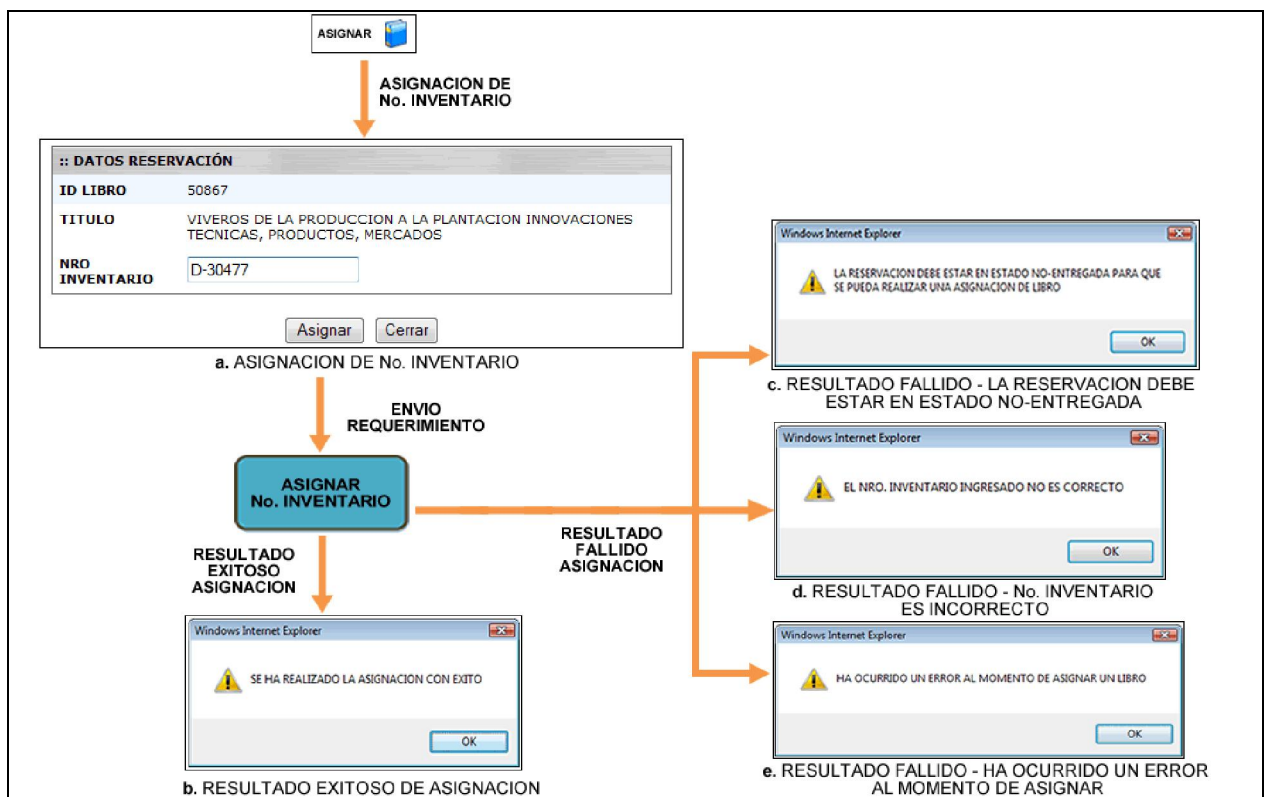 ASIGNAR
ASIGNACION DE
No. INVENTARIO
:: DATOS RESERVACIÓN
ID LIBRO 50867
TITULO VIVEROS DE LA PRODUCCION A LA PLANTACION INNOVACIONES
TECNICAS, PRODUCTOS, MERCADOS
NRO
INVENTARIO D-30477
Asignar Cerrar
a. ASIGNACION DE No. INVENTARIO
ENVIO
REQUERIMIENTO
ASIGNAR
No. INVENTARIO
RESULTADO
EXITOSO
ASIGNACION
Windows Internet Explorer
SE HA REALIZADO LA ASIGNACION CON EXITO
OK
b. RESULTADO EXITOSO DE ASIGNACION
RESULTADO
FALLIDO
ASIGNACION
Windows Internet Explorer
LA RESERVACION DEBE ESTAR EN ESTADO NO-ENTREGADA PARA QUE
SE PUEDA REALIZAR UNA ASIGNACION DE LIBRO
OK
c. RESULTADO FALLIDO - LA RESERVACION DEBE
ESTAR EN ESTADO NO-ENTREGADA
Windows Internet Explorer
EL NRO. INVENTARIO INGRESADO NO ES CORRECTO
OK
d. RESULTADO FALLIDO - No. INVENTARIO
ES INCORRECTO
Windows Internet Explorer
HA OCURRIDO UN ERROR AL MOMENTO DE ASIGNAR UN LIBRO
OK
e. RESULTADO FALLIDO - HA OCURRIDO UN ERROR
AL MOMENTO DE ASIGNAR